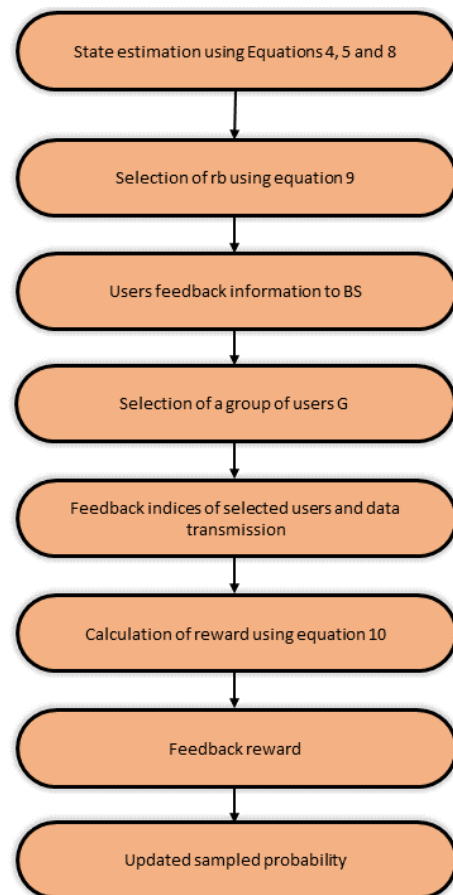 State estimation using Equations 4, 5 and 8
Selection of rb using equation 9
Users feedback information to BS
Selection of a group of users G
Feedback indices of selected users and data
transmission
Calculation of reward using equation 10
Feedback reward
Updated sampled probability